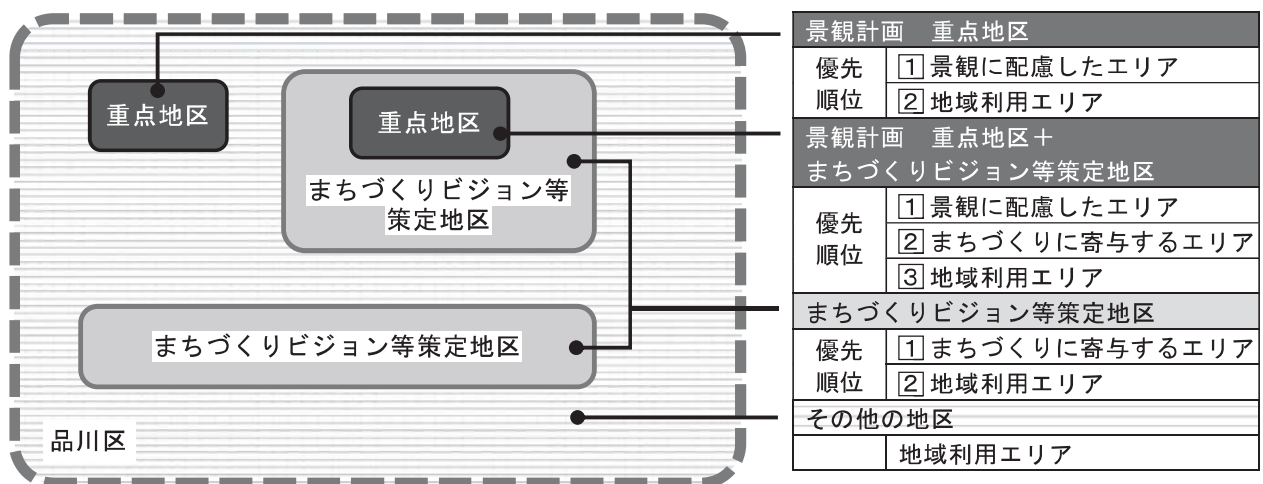 重点地区
重点地区
まちづくりビジョン等
策定地区
まちづくりビジョン等策定地区
品川区
景観計画　重点地区
優先
順位
1 景観に配慮したエリア
2 地域利用エリア
景観計画　重点地区＋
まちづくりビジョン等策定地区
優先
順位
1 景観に配慮したエリア
2 まちづくりに寄与するエリア
3 地域利用エリア
まちづくりビジョン等策定地区
優先
順位
1 まちづくりに寄与するエリア
2 地域利用エリア
その他の地区
地域利用エリア